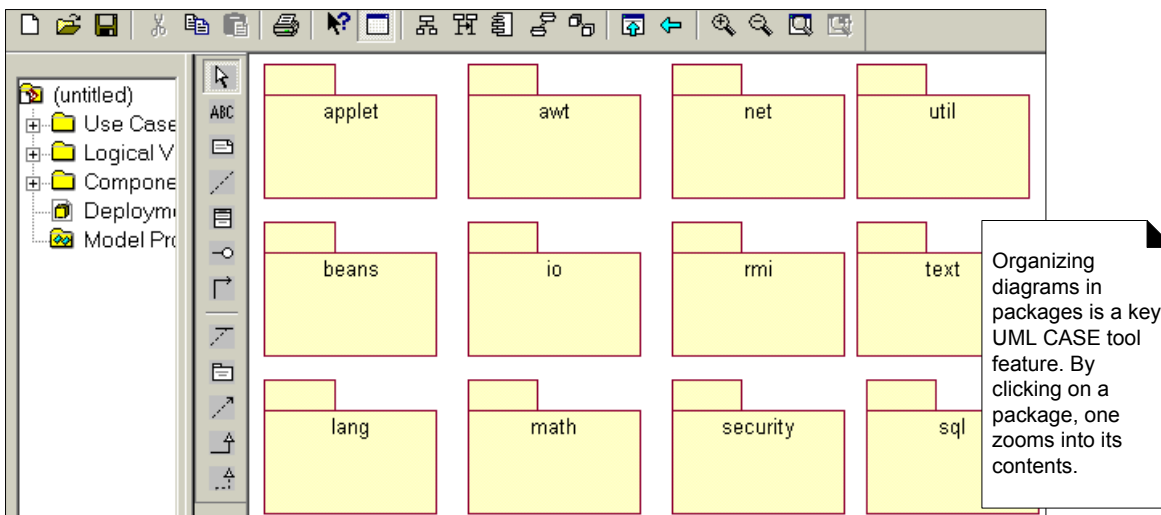 (untitled)
Use Case
Logical V
Compone
Deploym
Model Pro
ABC
applet
awt
net
util
beans
io
rmi
text
lang
math
security
sql
Organizing
diagrams in
packages is a key
UML CASE tool
feature. By
clicking on a
package, one
zooms into its
contents.